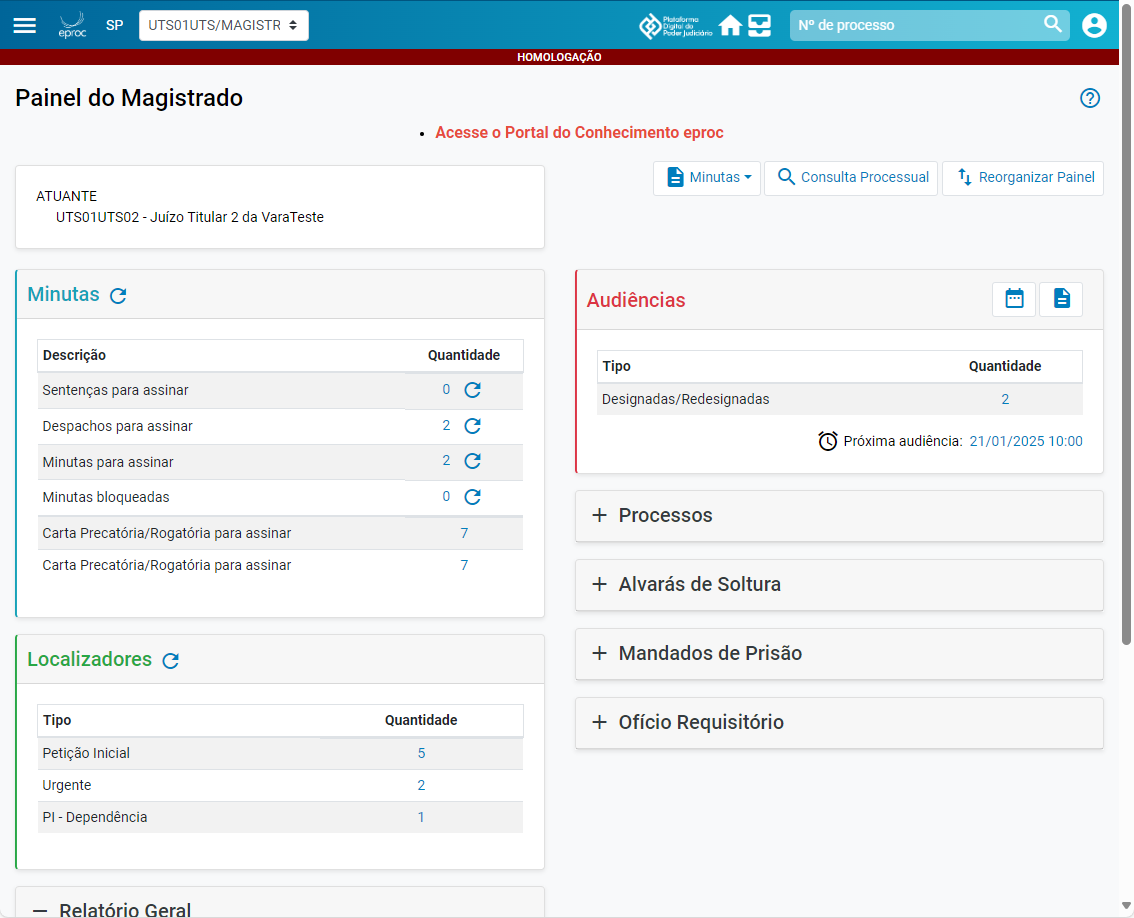 eproc
SP
UTS01UTS/MAGISTR
Plataforma
Digital do
Poder Judiciário
Nº de processo
HOMOLOGAÇÃO
Painel do Magistrado
• Acesse o Portal do Conhecimento eproc
Minutas
Consulta Processual
Reorganizar Painel
ATUANTE
UTS01UTS02 - Juízo Titular 2 da VaraTeste
Minutas
Descrição Quantidade
Sentenças para assinar 0
Despachos para assinar 2
Minutas para assinar 2
Minutas bloqueadas 0
Carta Precatória/Rogatória para assinar 7
Carta Precatória/Rogatória para assinar 7
Localizadores
Tipo Quantidade
Petição Inicial 5
Urgente 2
PI - Dependência 1
Relatório Geral
Audiências
Tipo Quantidade
Designadas/Redesignadas 2
Próxima audiência: 21/01/2025 10:00
Processos
Alvarás de Soltura
Mandados de Prisão
Ofício Requisitório